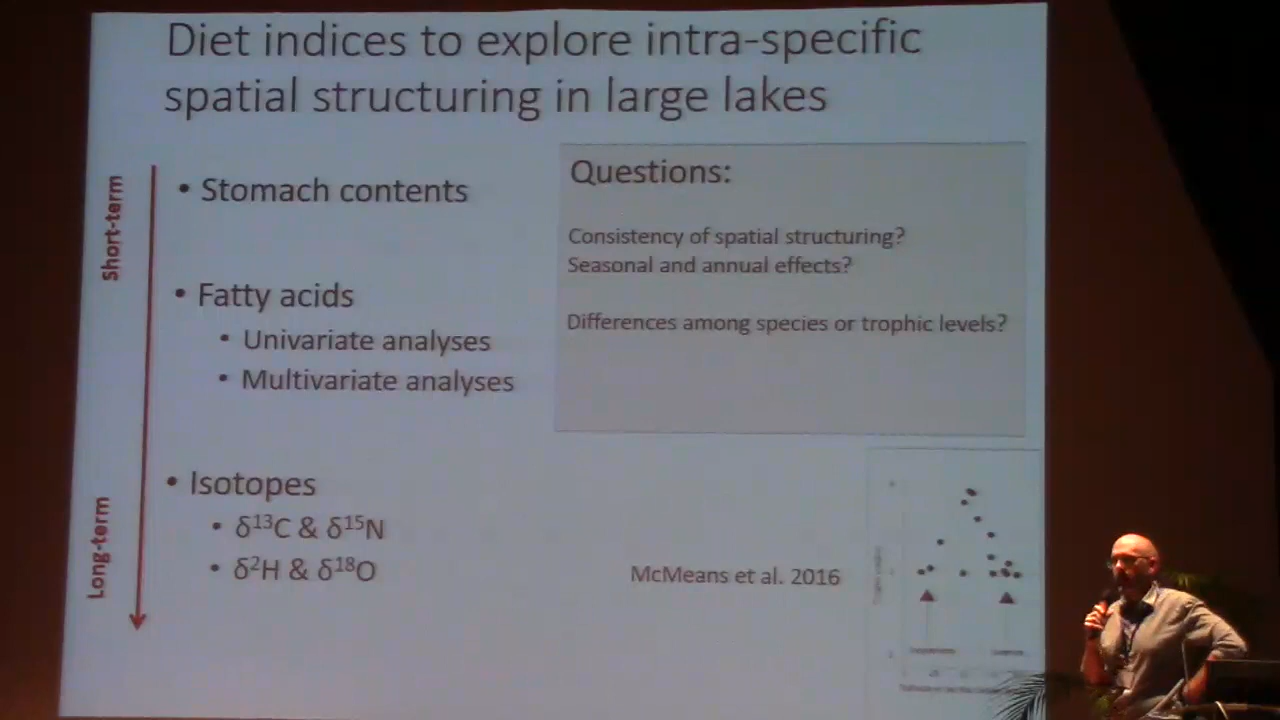 Diet indices to explore intra-specific
spatial structuring in large lakes
Short-term
Long-term
• Stomach contents
• Fatty acids
• Univariate analyses
• Multivariate analyses
• Isotopes
• δ¹³C & δ¹⁵N
• δ²H & δ¹⁸O
Questions:
Consistency of spatial structuring?
Seasonal and annual effects?
Differences among species or trophic levels?
McMeans et al. 2016